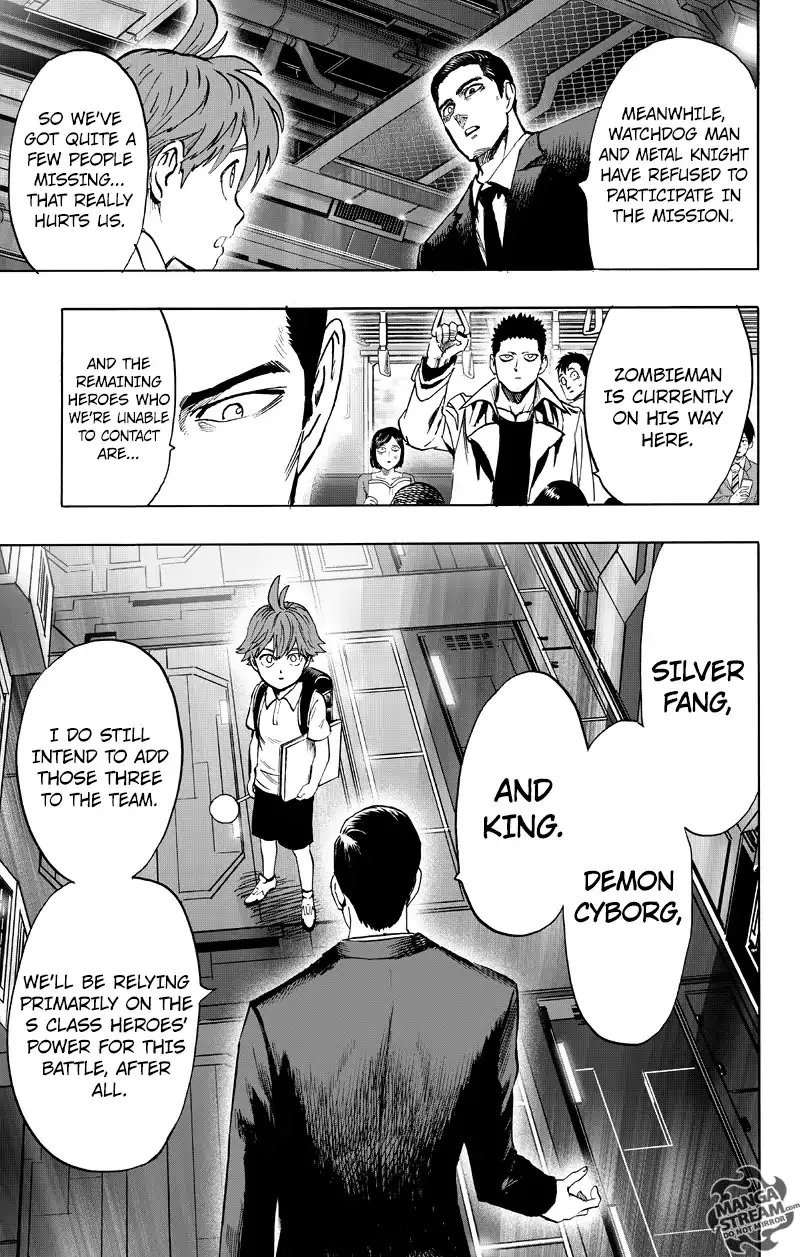 MEANWHILE,
WATCHDOG MAN
AND METAL KNIGHT
HAVE REFUSED TO
PARTICIPATE IN
THE MISSION.
SO WE'VE
GOT QUITE A
FEW PEOPLE
MISSING...
THAT REALLY
HURTS US.
ZOMBIEMAN
IS CURRENTLY
ON HIS WAY
HERE.
AND THE
REMAINING
HEROES WHO
WE'RE UNABLE
TO CONTACT
ARE...
SILVER
FANG,
DEMON
CYBORG,
AND
KING.
I DO STILL
INTEND TO ADD
THOSE THREE
TO THE TEAM.
WE'LL BE RELYING
PRIMARILY ON THE
S CLASS HEROES'
POWER FOR THIS
BATTLE, AFTER
ALL.
MANGA
STREAM.com
DO NOT MIRROR